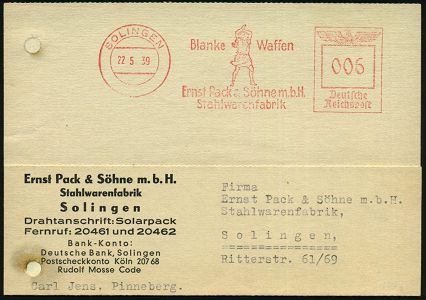 SOLINGEN
22 5 39
Blanke Waffen
Ernst Pack & Söhne m.b.H.
Stahlwarenfabrik
006
Deutsche
Reichspost
Ernst Pack & Söhne m. b. H.
Stahlwarenfabrik
Solingen
Drahtanschrift: Solarpack
Fernruf: 20461 und 20462
Bank-Konto:
Deutsche Bank, Solingen
Postscheckkonto Köln 20768
Rudolf Mosse Code
Carl Jens. Pinneberg.
Firma
Ernst Pack & Söhne m.b.H.
Stahlwarenfabrik,
Solingen,
Ritterstr. 61/69